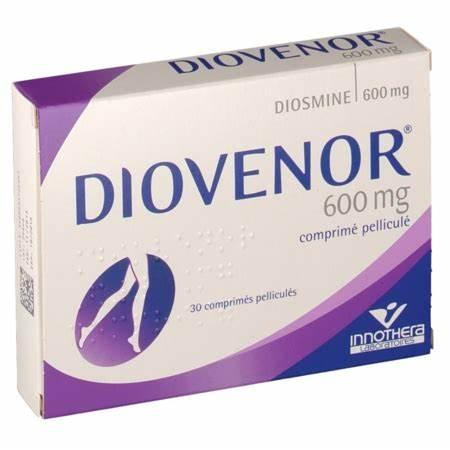 DIOVENOR®
600 mg
DIOSMINE | 600 mg
DIOVENOR®
600 mg
comprimé pelliculé
30 comprimés pelliculés
INNOTHERA
LABORATOIRES